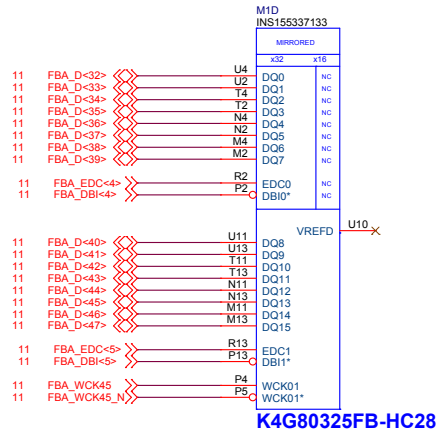 M1D
INS155337133
MIRRORED
x32 x16
11 FBA_D<32> U4 DQ0 NC
11 FBA_D<33> U2 DQ1 NC
11 FBA_D<34> T4 DQ2 NC
11 FBA_D<35> T2 DQ3 NC
11 FBA_D<36> N4 DQ4 NC
11 FBA_D<37> N2 DQ5 NC
11 FBA_D<38> M4 DQ6 NC
11 FBA_D<39> M2 DQ7 NC
11 FBA_EDC<4> R2 EDC0 NC
11 FBA_DBI<4> P2 DBI0* NC
VREFD U10
11 FBA_D<40> U11 DQ8
11 FBA_D<41> U13 DQ9
11 FBA_D<42> T11 DQ10
11 FBA_D<43> T13 DQ11
11 FBA_D<44> N11 DQ12
11 FBA_D<45> N13 DQ13
11 FBA_D<46> M11 DQ14
11 FBA_D<47> M13 DQ15
11 FBA_EDC<5> R13 EDC1
11 FBA_DBI<5> P13 DBI1*
11 FBA_WCK45 P4 WCK01
11 FBA_WCK45_N P5 WCK01*
K4G80325FB-HC28